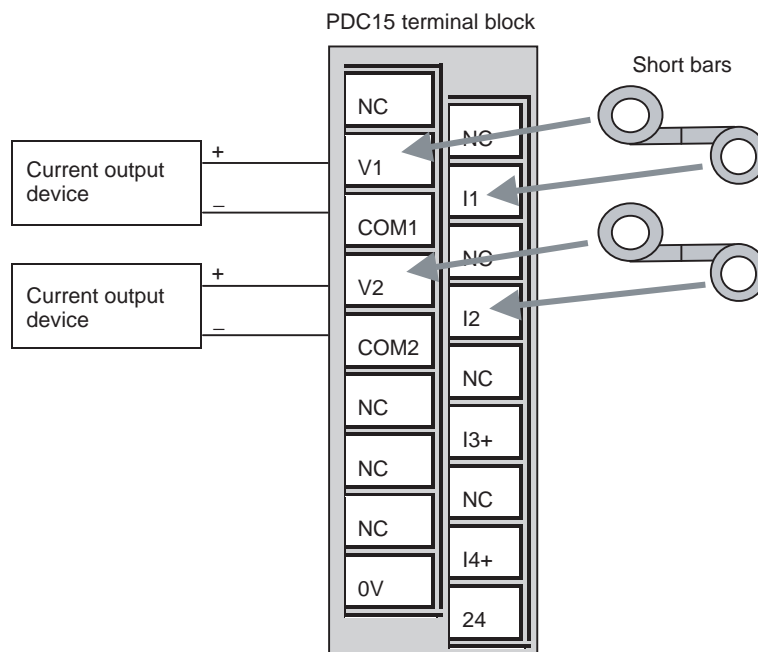 PDC15 terminal block
Short bars
Current output
device
+
–
Current output
device
+
–
NC
V1
COM1
V2
COM2
NC
NC
NC
0V
NC
I1
NC
I2
NC
I3+
NC
I4+
24